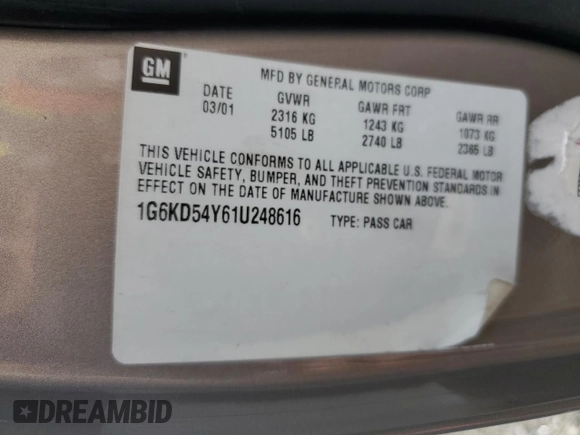 GM
MFD BY GENERAL MOTORS CORP
DATE GVWR GAWR FRT GAWR RR
03/01 2316 KG 1243 KG 1073 KG
5105 LB 2740 LB 2365 LB
THIS VEHICLE CONFORMS TO ALL APPLICABLE U.S. FEDERAL MOTOR
VEHICLE SAFETY, BUMPER, AND THEFT PREVENTION STANDARDS IN
EFFECT ON THE DATE OF MANUFACTURE SHOWN ABOVE.
1G6KD54Y61U248616 TYPE: PASS CAR
DREAMBID